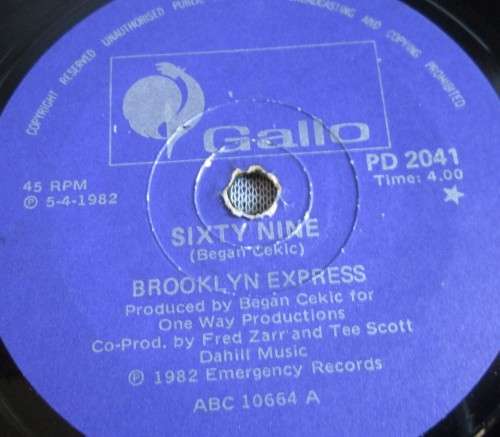 COPYRIGHT RESERVED UNAUTHORISED PUBLIC BROADCASTING AND COPYING PROHIBITED
Gallo
PD 2041
Time: 4.00
45 RPM
℗ 5-4-1982
SIXTY NINE
(Began Cekic)
BROOKLYN EXPRESS
Produced by Began Cekic for
One Way Productions
Co-Prod. by Fred Zarr and Tee Scott
Dahill Music
℗ 1982 Emergency Records
ABC 10664 A